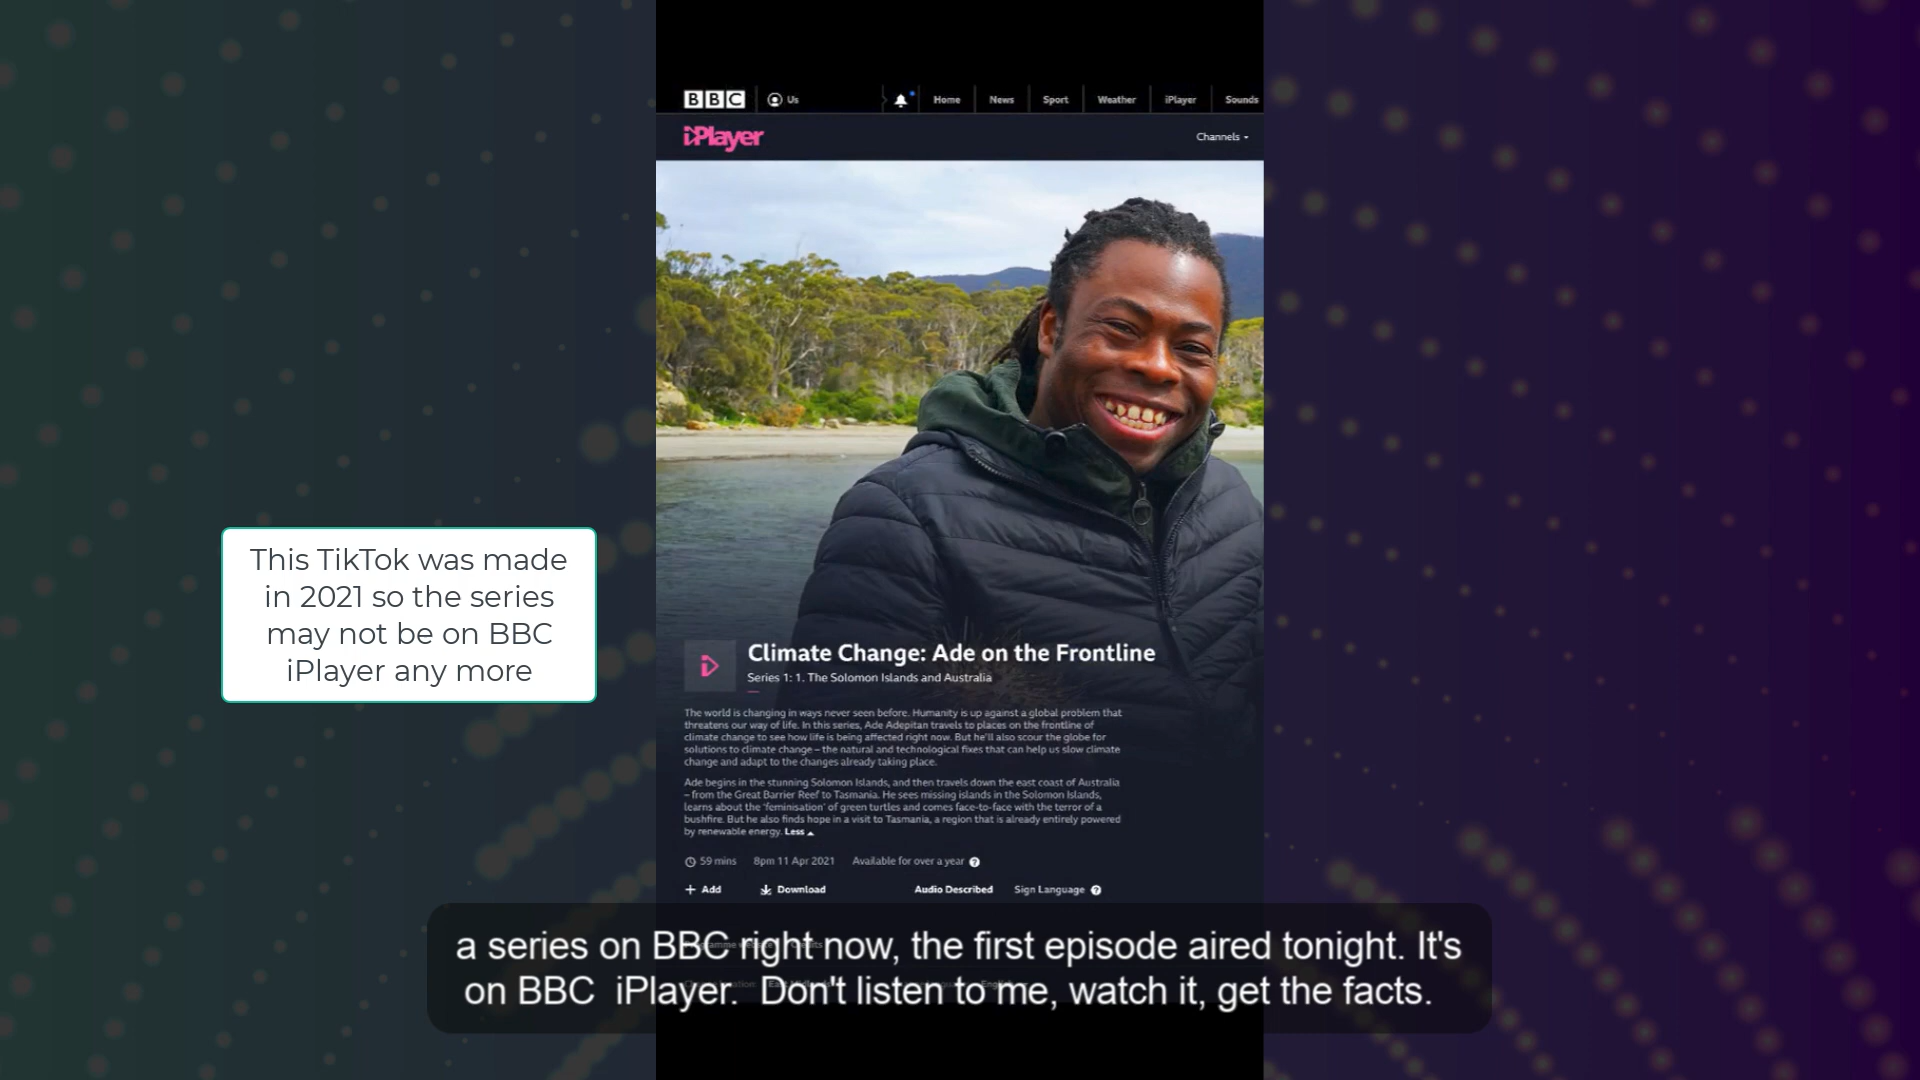 BBC
Us
Home
News
Sport
Weather
iPlayer
Sounds
iPlayer
Channels
This TikTok was made
in 2021 so the series
may not be on BBC
iPlayer any more
Climate Change: Ade on the Frontline
Series 1: 1. The Solomon Islands and Australia
The world is changing in ways never seen before. Humanity is up against a global problem that
threatens our way of life. In this series, Ade Adepitan travels to places on the frontline of
climate change to see how life is being affected right now. But he'll also scour the globe for
solutions to climate change – the natural and technological fixes that can help us slow climate
change and adapt to the changes already taking place.
Ade begins in the stunning Solomon Islands, and then travels down the east coast of Australia
– from the Great Barrier Reef to Tasmania. He sees missing islands in the Solomon Islands,
learns about the 'feminisation' of green turtles and comes face-to-face with the terror of a
bushfire. But he also finds hope in a visit to Tasmania, a region that is already entirely powered
by renewable energy. Less
59 mins 8pm 11 Apr 2021 Available for over a year ?
+ Add Download Audio Described Sign Language ?
a series on BBC right now, the first episode aired tonight. It's
on BBC iPlayer. Don't listen to me, watch it, get the facts.